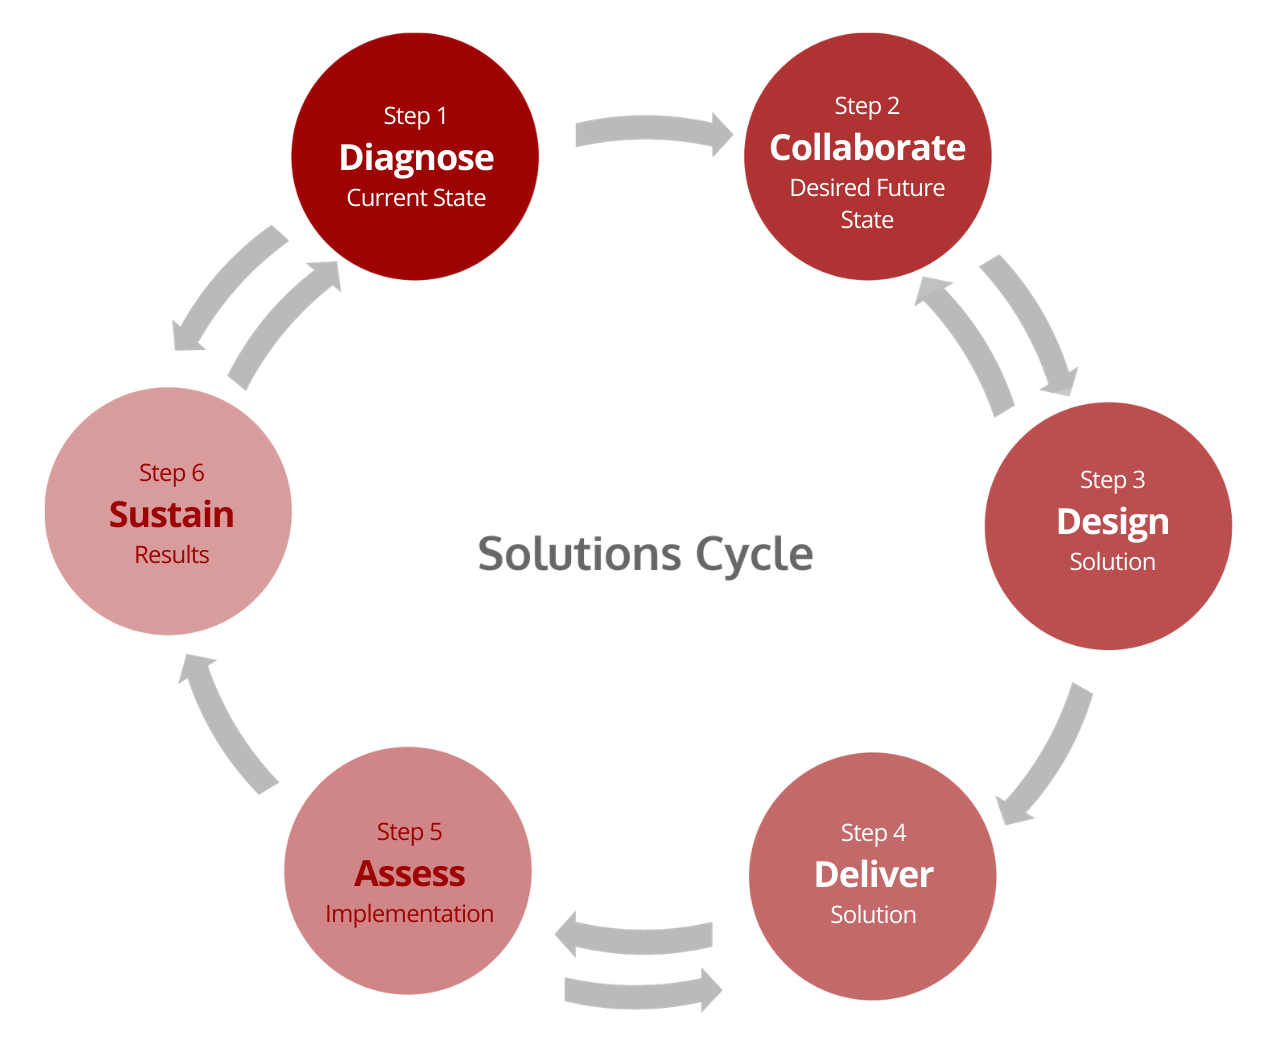 Step 1
Diagnose
Current State
Step 2
Collaborate
Desired Future
State
Step 3
Design
Solution
Step 4
Deliver
Solution
Step 5
Assess
Implementation
Step 6
Sustain
Results
Solutions Cycle